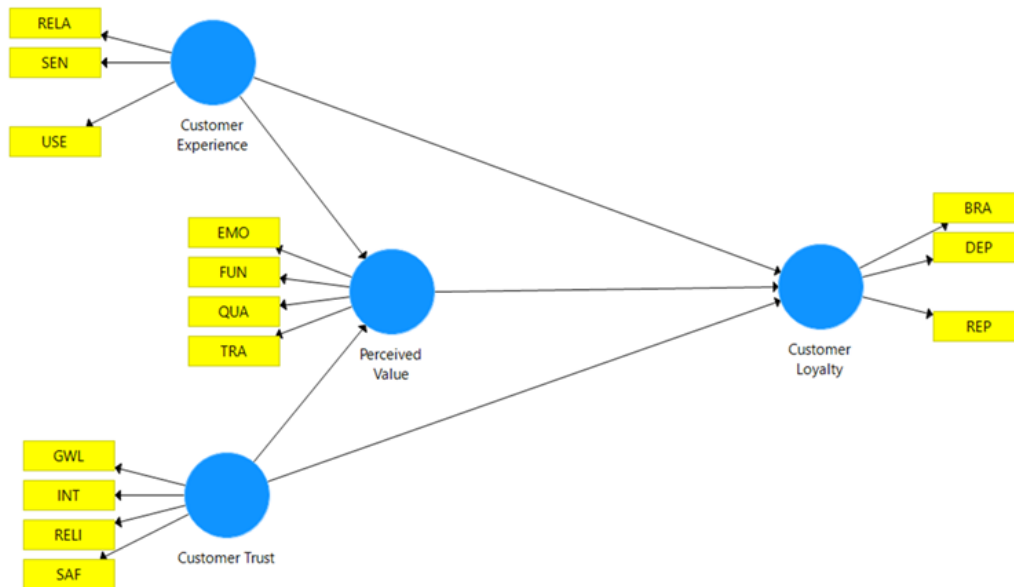 RELA
SEN
USE
Customer
Experience
EMO
FUN
QUA
TRA
Perceived
Value
BRA
DEP
REP
Customer
Loyalty
GWL
INT
RELI
SAF
Customer Trust